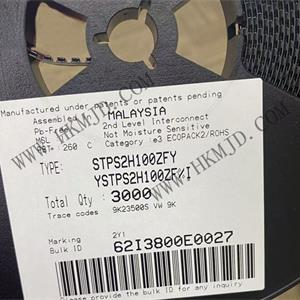 Manufactured under patents or patents pending
Assembled MALAYSIA
Pb-Free 2nd Level Interconnect
MSL Not Moisture Sensitive
PBT: 260 C Category : e3 ECOPACK2/ROHS
TYPE: STPS2H100ZFY
YSTPS2H100ZF%I
Total Qty: 3000
Trace codes 9K23500S VW 9K
Marking 2Y1
Bulk ID 62I3800E0027
Please provide the bulk ID for any inquiry
WWW.HKMJD.COM